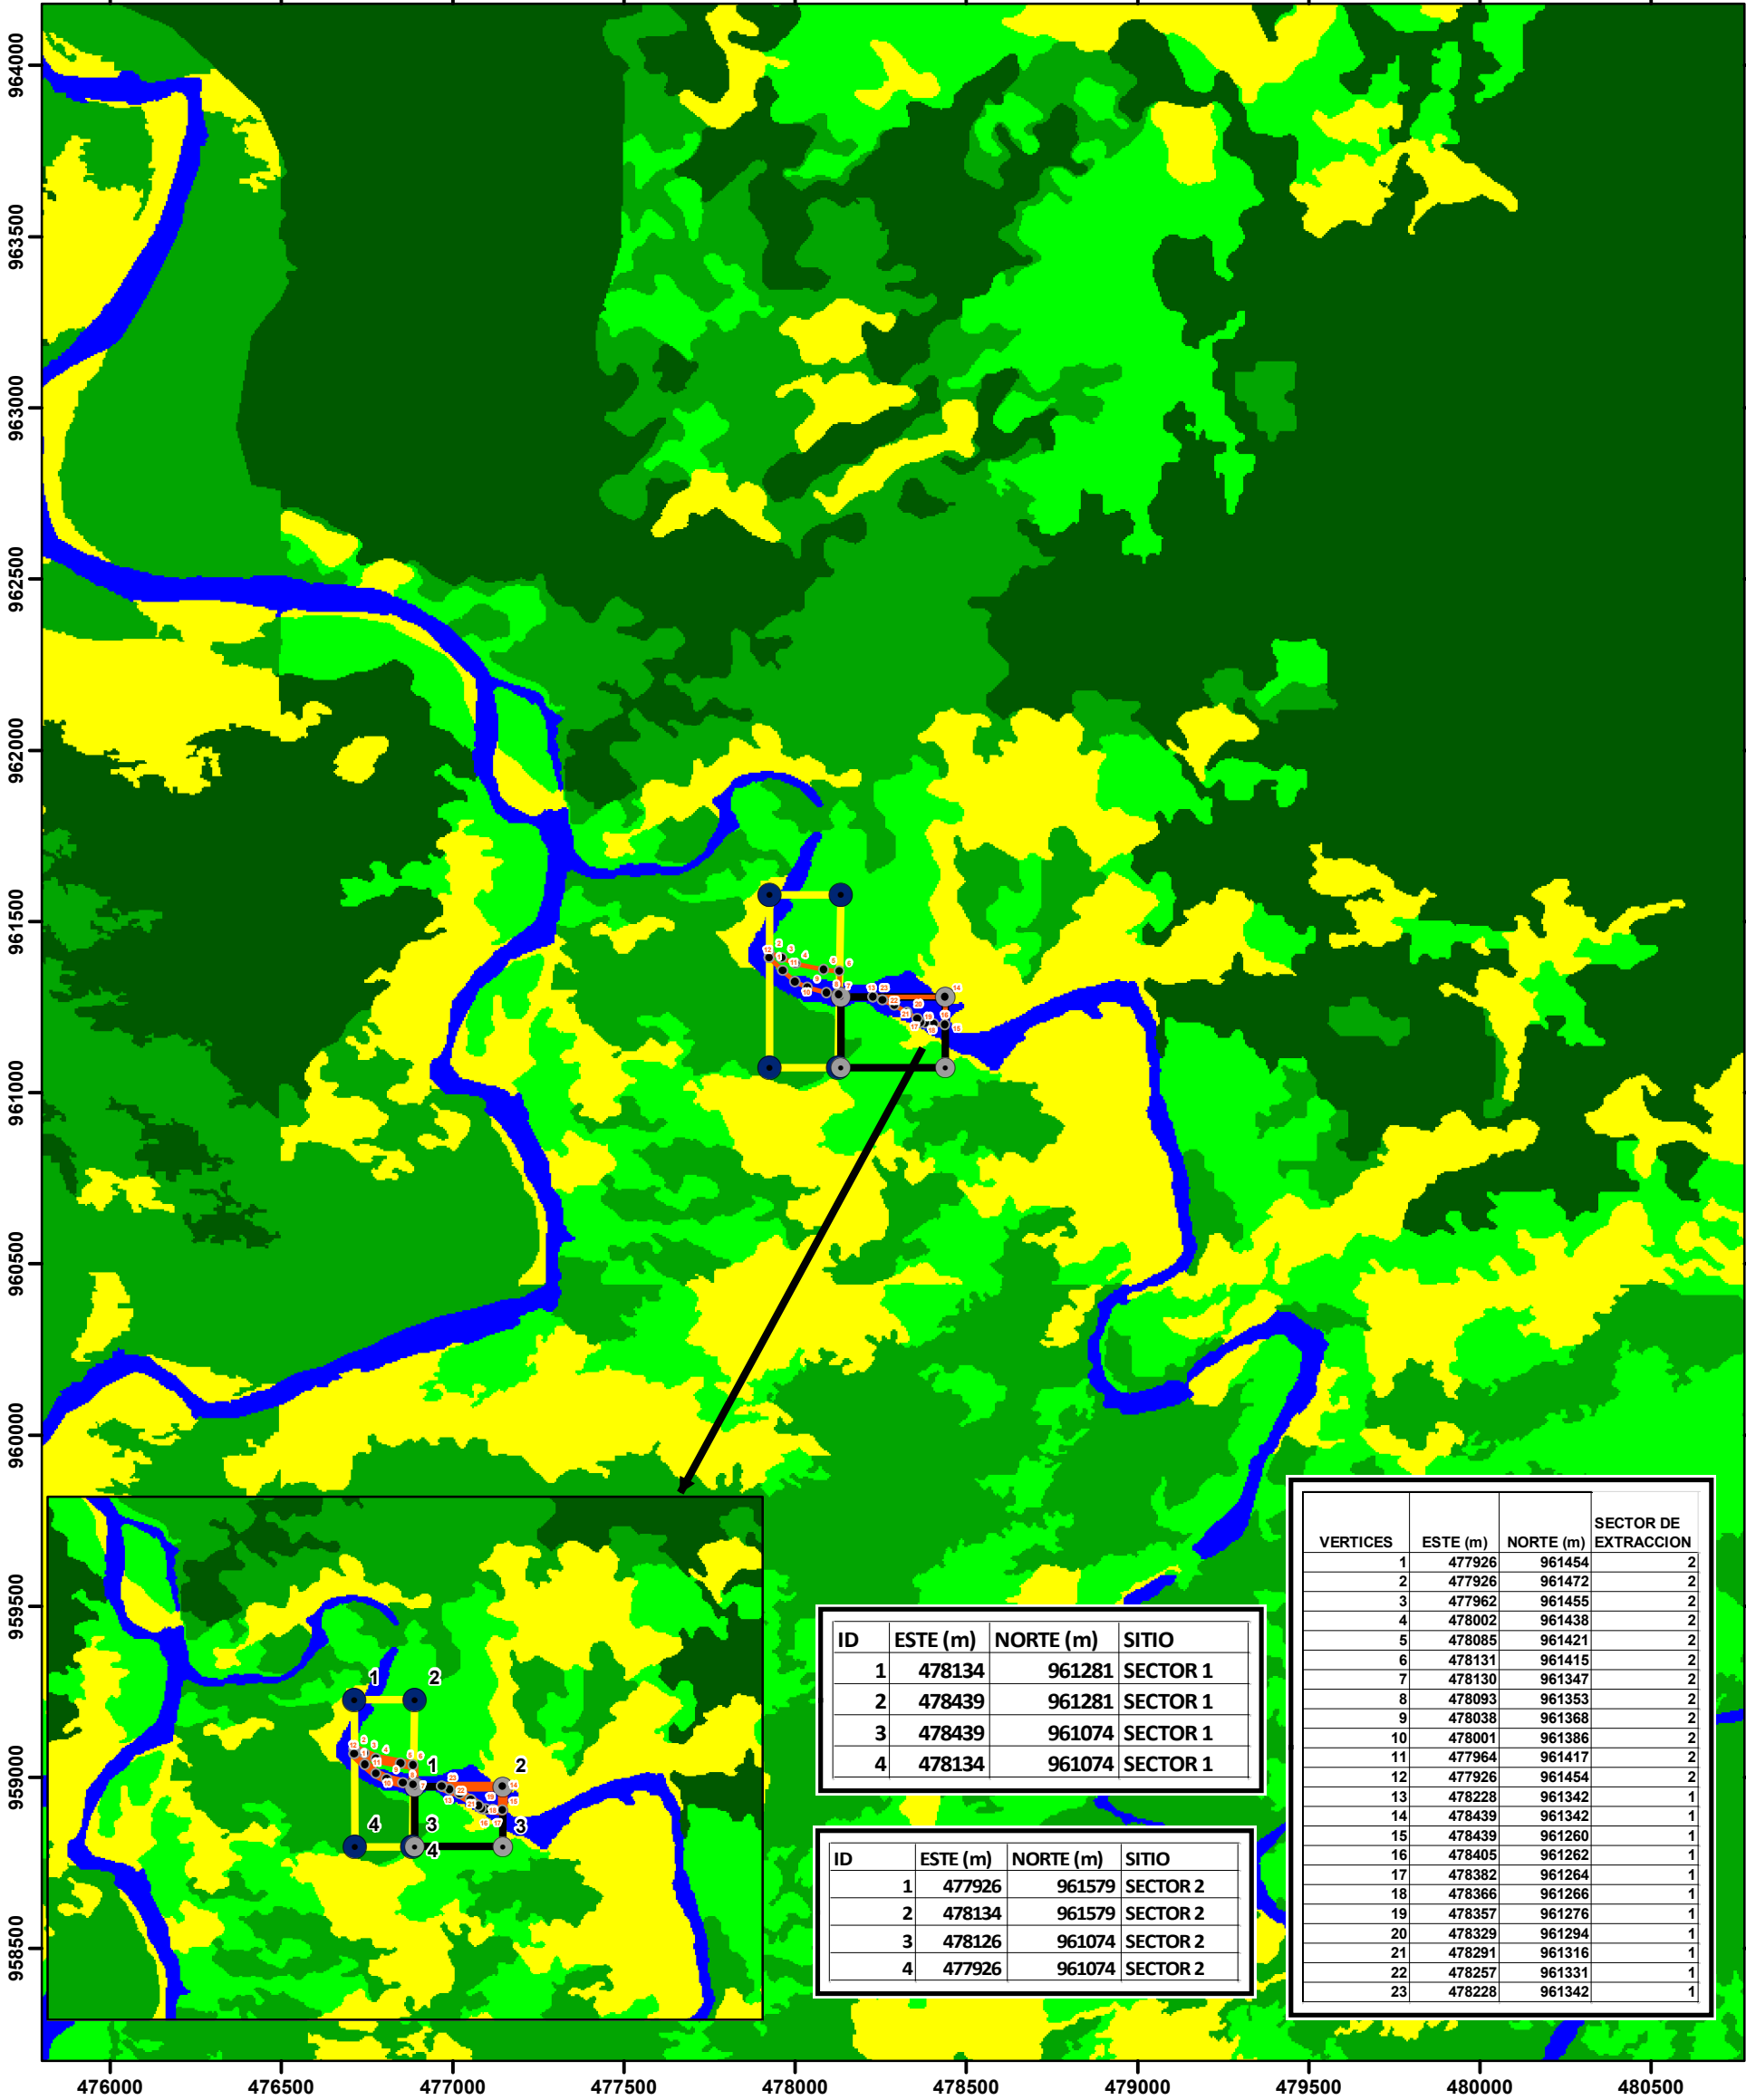 964000
963500
963000
962500
962000
961500
961000
960500
960000
959500
959000
958500
476000 476500 477000 477500 478000 478500 479000 479500 480000 480500
1 2
1 2
4 3 3
4
ID ESTE (m) NORTE (m) SITIO
1 478134 961281 SECTOR 1
2 478439 961281 SECTOR 1
3 478439 961074 SECTOR 1
4 478134 961074 SECTOR 1
ID ESTE (m) NORTE (m) SITIO
1 477926 961579 SECTOR 2
2 478134 961579 SECTOR 2
3 478126 961074 SECTOR 2
4 477926 961074 SECTOR 2
VERTICES ESTE (m) NORTE (m) SECTOR DE EXTRACCION
1 477926 961454 2
2 477926 961472 2
3 477962 961455 2
4 478002 961438 2
5 478085 961421 2
6 478131 961415 2
7 478130 961347 2
8 478093 961353 2
9 478038 961368 2
10 478001 961386 2
11 477964 961417 2
12 477926 961454 2
13 478228 961342 1
14 478439 961342 1
15 478439 961260 1
16 478405 961262 1
17 478382 961264 1
18 478366 961266 1
19 478357 961276 1
20 478329 961294 1
21 478291 961316 1
22 478257 961331 1
23 478228 961342 1